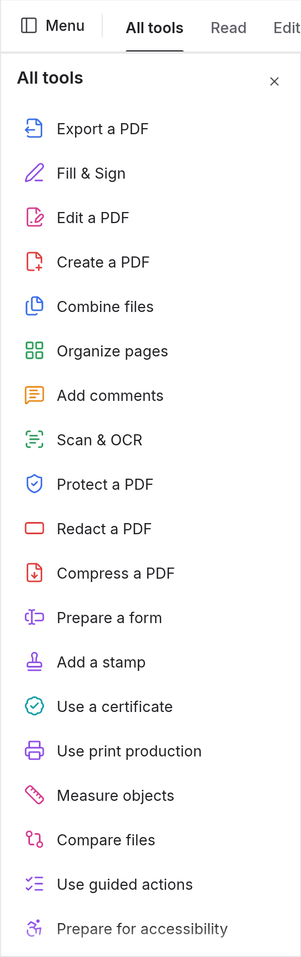 Menu
All tools
Read
Edit
All tools
Export a PDF
Fill & Sign
Edit a PDF
Create a PDF
Combine files
Organize pages
Add comments
Scan & OCR
Protect a PDF
Redact a PDF
Compress a PDF
Prepare a form
Add a stamp
Use a certificate
Use print production
Measure objects
Compare files
Use guided actions
Prepare for accessibility